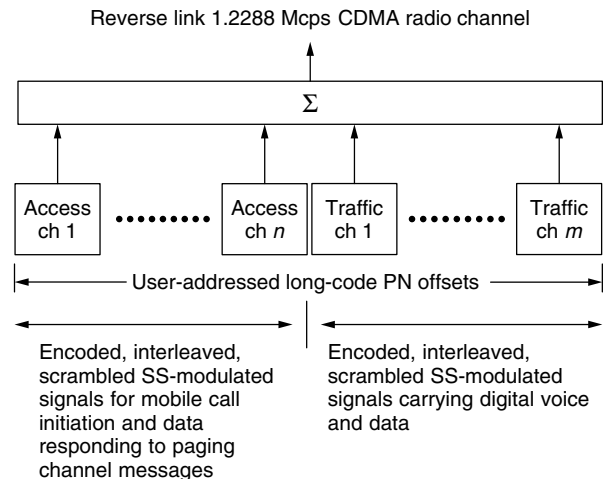 Reverse link 1.2288 Mcps CDMA radio channel
Σ
Access
ch 1
Access
ch n
Traffic
ch 1
Traffic
ch m
User-addressed long-code PN offsets
Encoded, interleaved,
scrambled SS-modulated
signals for mobile call
initiation and data
responding to paging
channel messages
Encoded, interleaved,
scrambled SS-modulated
signals carrying digital voice
and data